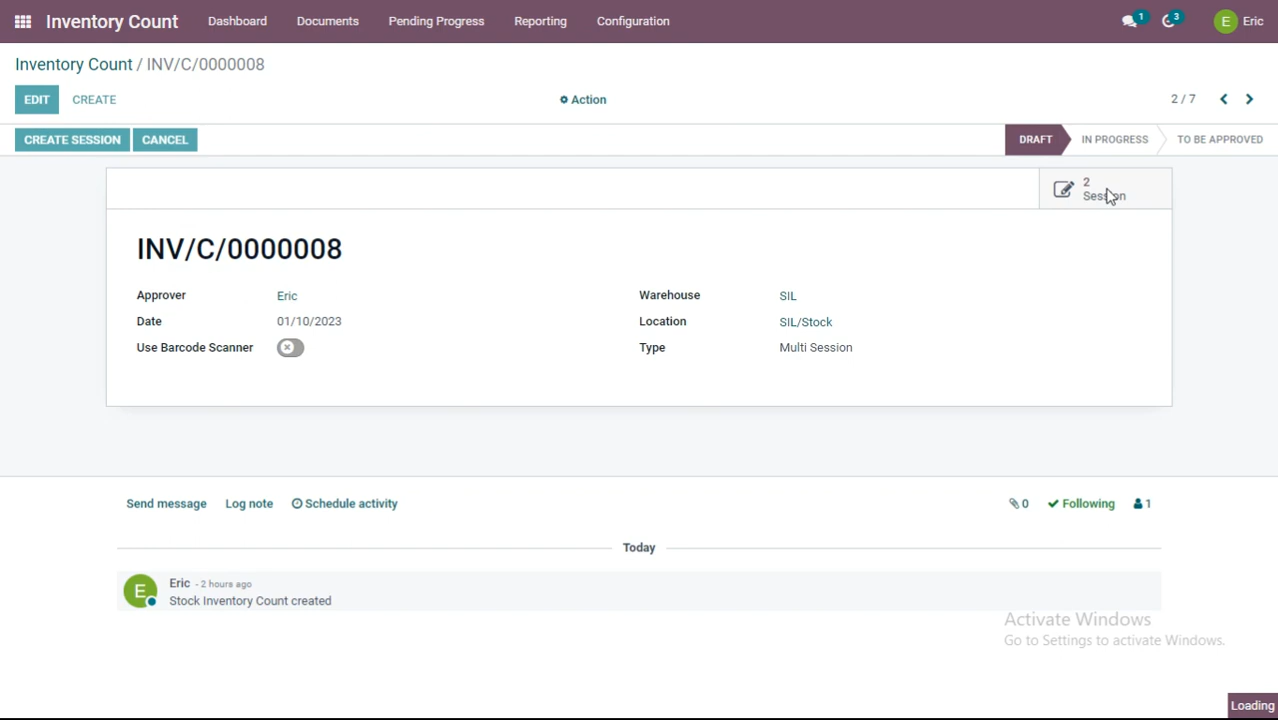 Inventory Count Dashboard Documents Pending Progress Reporting Configuration 1 3 E Eric
Inventory Count / INV/C/0000008
EDIT CREATE Action 2 / 7
CREATE SESSION CANCEL DRAFT IN PROGRESS TO BE APPROVED
2
Session
INV/C/0000008
Approver Eric Warehouse SIL
Date 01/10/2023 Location SIL/Stock
Use Barcode Scanner Type Multi Session
Send message Log note Schedule activity 0 Following 1
Today
E Eric - 2 hours ago
Stock Inventory Count created
Activate Windows
Go to Settings to activate Windows.
Loading